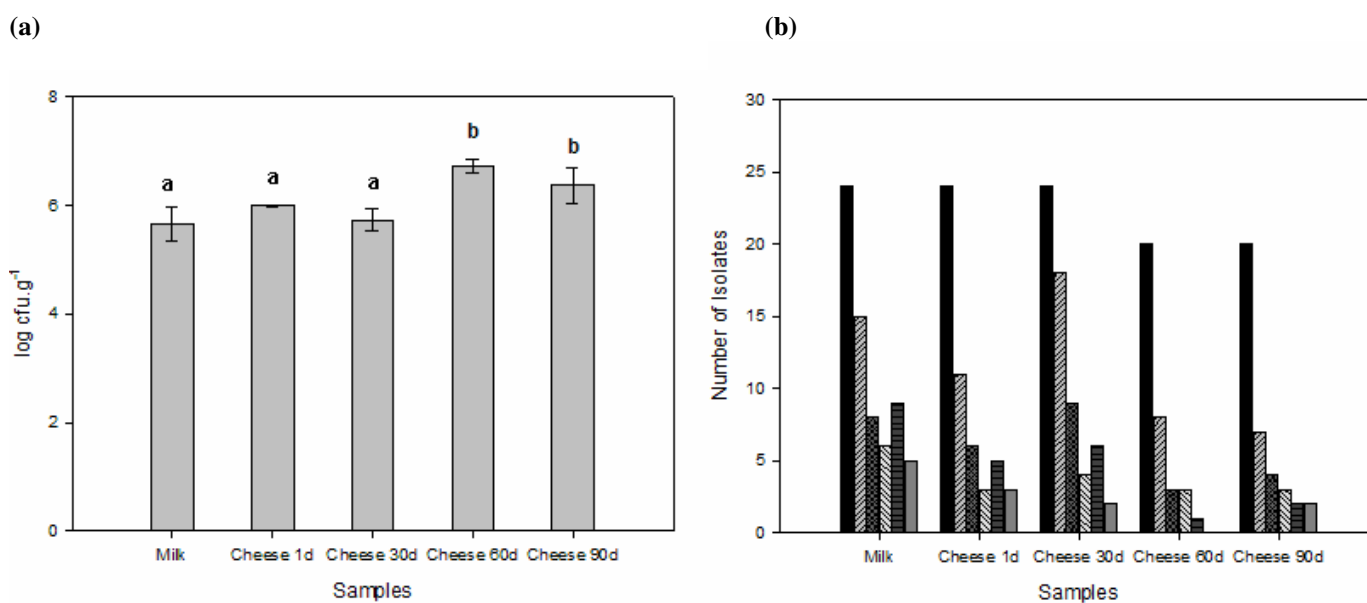 (a)
(b)
8
6
4
2
0
log cfu.g-1
a
a
a
b
b
Milk
Cheese 1d
Cheese 30d
Cheese 60d
Cheese 90d
Samples
30
25
20
15
10
5
0
Number of Isolates
Milk
Cheese 1d
Cheese 30d
Cheese 60d
Cheese 90d
Samples